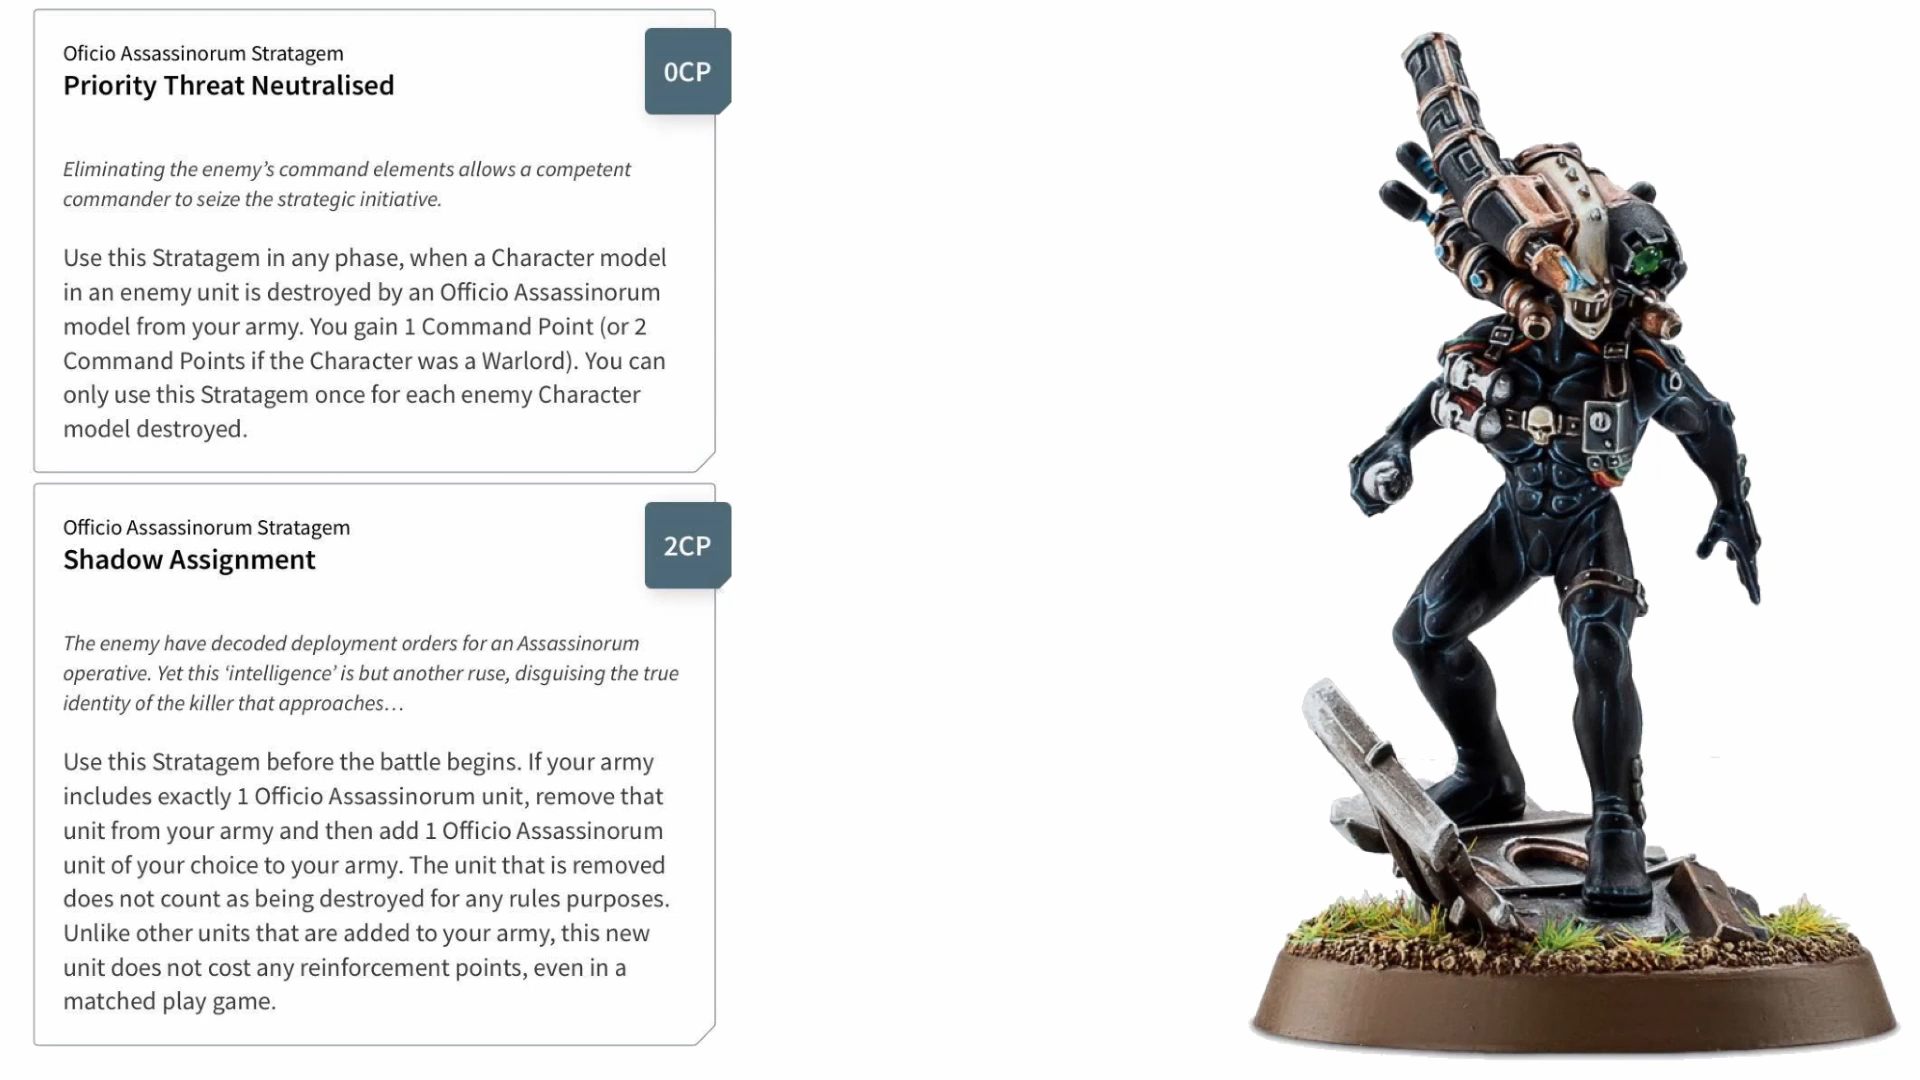 Oficio Assassinorum Stratagem
Priority Threat Neutralised
0CP
Eliminating the enemy’s command elements allows a competent
commander to seize the strategic initiative.
Use this Stratagem in any phase, when a Character model
in an enemy unit is destroyed by an Officio Assassinorum
model from your army. You gain 1 Command Point (or 2
Command Points if the Character was a Warlord). You can
only use this Stratagem once for each enemy Character
model destroyed.
Officio Assassinorum Stratagem
Shadow Assignment
2CP
The enemy have decoded deployment orders for an Assassinorum
operative. Yet this ‘intelligence’ is but another ruse, disguising the true
identity of the killer that approaches…
Use this Stratagem before the battle begins. If your army
includes exactly 1 Officio Assassinorum unit, remove that
unit from your army and then add 1 Officio Assassinorum
unit of your choice to your army. The unit that is removed
does not count as being destroyed for any rules purposes.
Unlike other units that are added to your army, this new
unit does not cost any reinforcement points, even in a
matched play game.